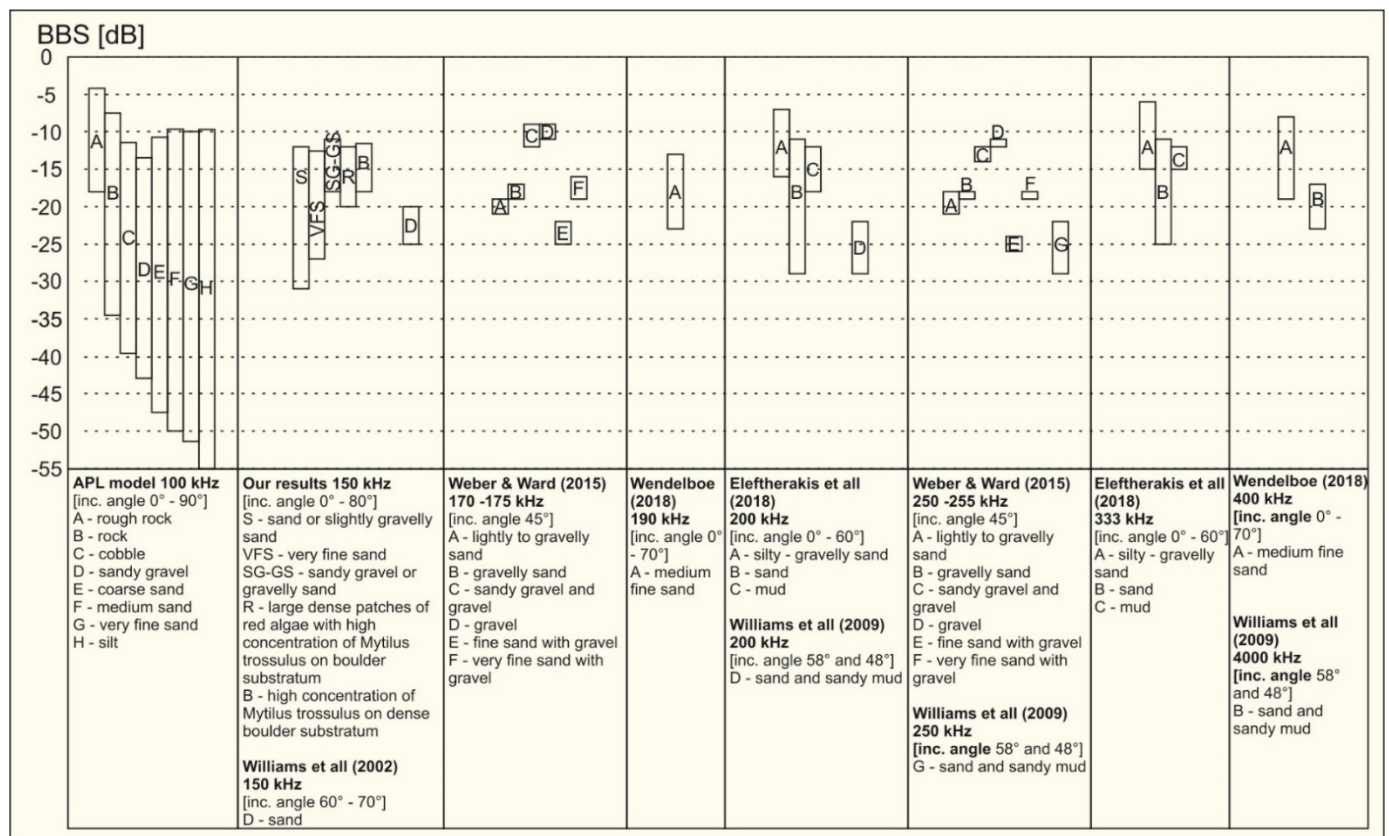 BBS [dB]
0
-5
-10
-15
-20
-25
-30
-35
-40
-45
-50
-55
A
B
C
D
E
F
G
H
S
VFS
SG-GS
R
B
D
A
B
C
D
E
F
A
A
B
C
D
A
B
C
D
E
F
G
A
B
C
A
B
APL model 100 kHz
[inc. angle 0° - 90°]
A - rough rock
B - rock
C - cobble
D - sandy gravel
E - coarse sand
F - medium sand
G - very fine sand
H - silt
Our results 150 kHz
[inc. angle 0° - 80°]
S - sand or slightly gravelly
sand
VFS - very fine sand
SG-GS - sandy gravel or
gravelly sand
R - large dense patches of
red algae with high
concentration of Mytilus
trossulus on boulder
substratum
B - high concentration of
Mytilus trossulus on dense
boulder substratum
Williams et all (2002)
150 kHz
[inc. angle 60° - 70°]
D - sand
Weber & Ward (2015)
170 -175 kHz
[inc. angle 45°]
A - lightly to gravelly
sand
B - gravelly sand
C - sandy gravel and
gravel
D - gravel
E - fine sand with gravel
F - very fine sand with
gravel
Wendelboe
(2018)
190 kHz
[inc. angle 0°
- 70°]
A - medium
fine sand
Eleftherakis et all
(2018)
200 kHz
[inc. angle 0° - 60°]
A - silty - gravelly sand
B - sand
C - mud
Williams et all (2009)
200 kHz
[inc. angle 58° and 48°]
D - sand and sandy mud
Weber & Ward (2015)
250 -255 kHz
[inc. angle 45°]
A - lightly to gravelly
sand
B - gravelly sand
C - sandy gravel and
gravel
D - gravel
E - fine sand with gravel
F - very fine sand with
gravel
Williams et all (2009)
250 kHz
[inc. angle 58° and 48°]
G - sand and sandy mud
Eleftherakis et all
(2018)
333 kHz
[inc. angle 0° - 60°]
A - silty - gravelly
sand
B - sand
C - mud
Wendelboe (2018)
400 kHz
[inc. angle 0° -
70°]
A - medium fine
sand
Williams et all
(2009)
4000 kHz
[inc. angle 58°
and 48°]
B - sand and
sandy mud